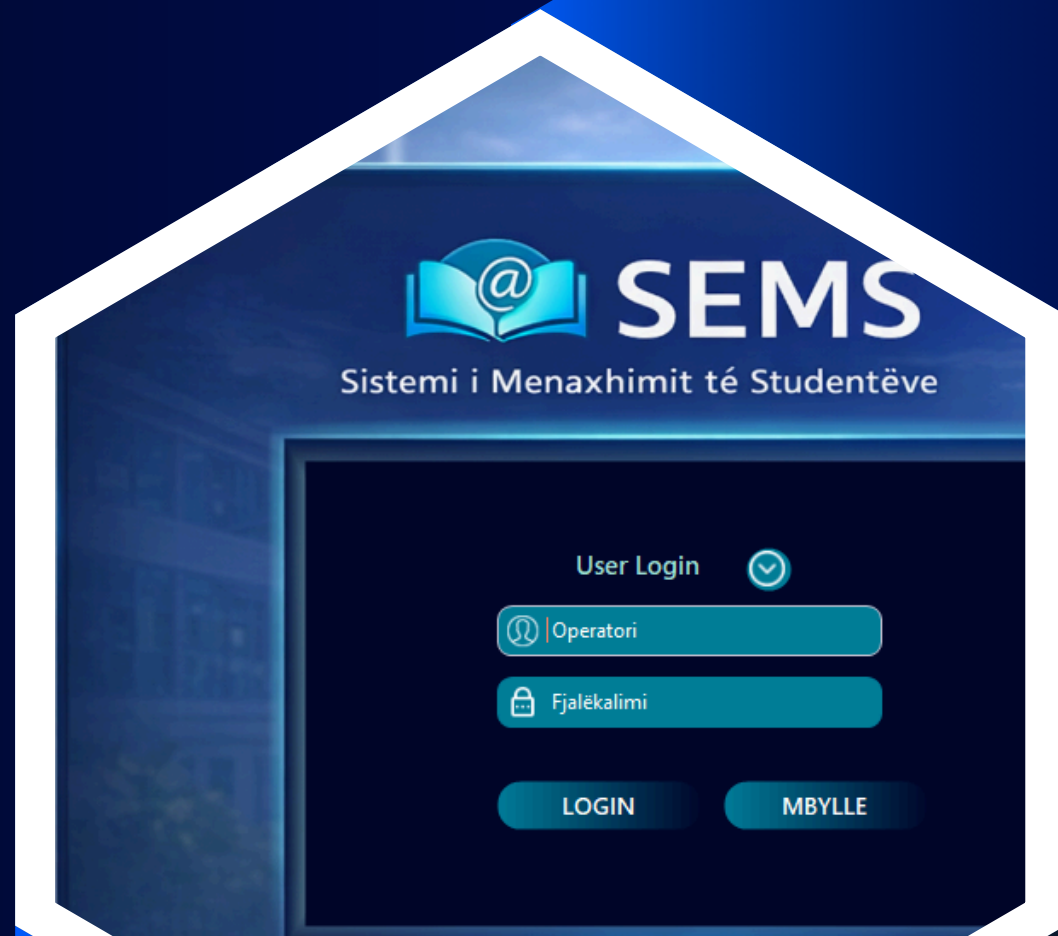 @ SEMS
Sistemi i Menaxhimit té Studentëve
User Login
Operatori
Fjalëkalimi
LOGIN MBYLLE